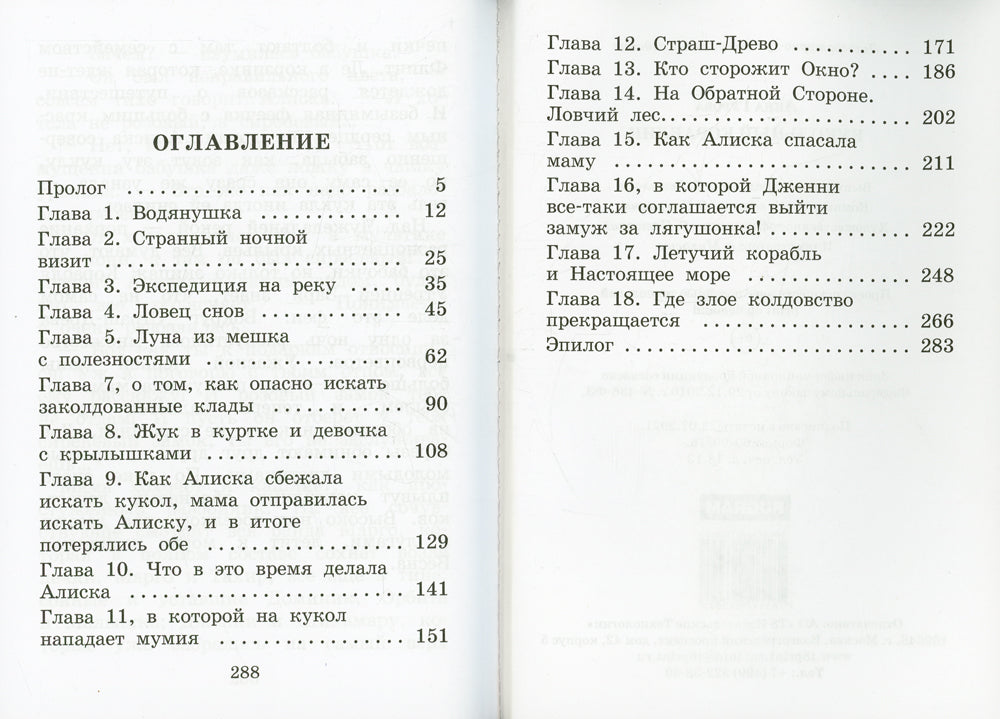 ОГЛАВЛЕНИЕ
Пролог .................... 5
Глава 1. Водянушка ........... 12
Глава 2. Странный ночной
визит ..................... 25
Глава 3. Экспедиция на реку ..... 35
Глава 4. Ловец снов ........... 45
Глава 5. Луна из мешка
с полезностями .............. 62
Глава 7, о том, как опасно искать
заколдованные клады .......... 90
Глава 8. Жук в куртке и девочка
с крылышками .............. 108
Глава 9. Как Алиска сбежала
искать кукол, мама отправилась
искать Алиску, и в итоге
потерялись обе ............. 129
Глава 10. Что в это время делала
Алиска ................... 141
Глава 11, в которой на кукол
нападает мумия ............ 151
288
Глава 12. Страш-Древо ......... 171
Глава 13. Кто сторожит Окно? .... 186
Глава 14. На Обратной Стороне.
Ловчий лес.................. 202
Глава 15. Как Алиска спасала
маму ..................... 211
Глава 16, в которой Дженни
все-таки соглашается выйти
замуж за лягушонка! .......... 222
Глава 17. Летучий корабль
и Настоящее море ............ 248
Глава 18. Где злое колдовство
прекращается ............... 266
Эпилог .................... 283